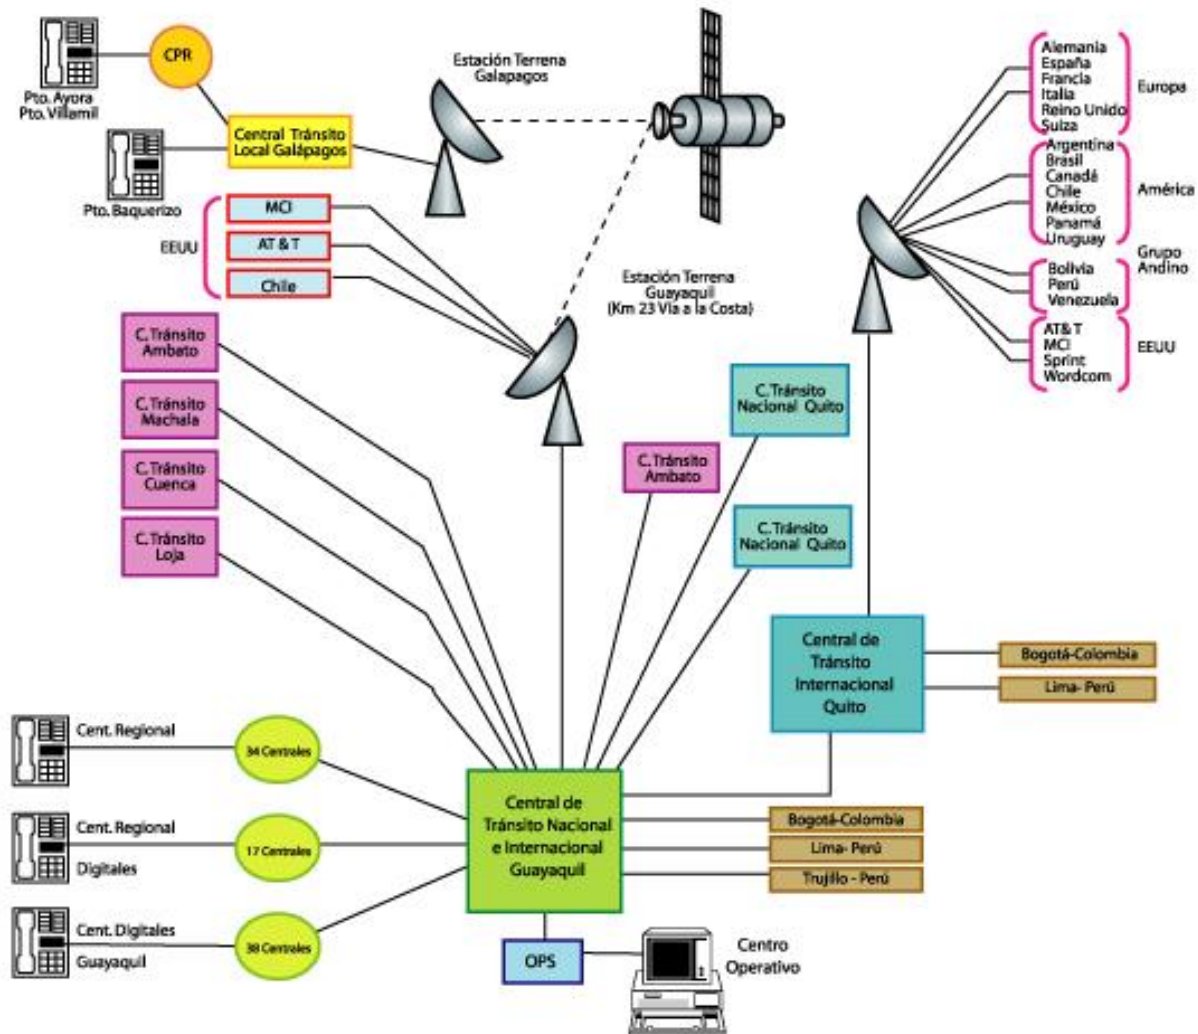 CPR
Pto. Ayora
Pto. Villamil
Central Tránsito
Local Galápagos
Pto. Baquerizo
Estación Terrena
Galapagos
EEUU
MCI
AT & T
Chile
Estación Terrena
Guayaquil
(Km 23 Vía a la Costa)
Alemania
España
Francia
Italia
Reino Unido
Suiza
Europa
Argentina
Brasil
Canadá
Chile
México
Panamá
Uruguay
América
Grupo
Andino
Bolivia
Perú
Venezuela
AT& T
MCI
Sprint
Wordcom
EEUU
C. Tránsito
Ambato
C. Tránsito
Machala
C. Tránsito
Cuenca
C. Tránsito
Loja
C. Tránsito
Ambato
C. Tránsito
Nacional Quito
C. Tránsito
Nacional Quito
Central de
Tránsito
Internacional
Quito
Bogotá-Colombia
Lima- Perú
Cent. Regional
34 Centrales
Cent. Regional
Digitales
17 Centrales
Cent. Digitales
Guayaquil
38 Centrales
Central de
Tránsito Nacional
e Internacional
Guayaquil
Bogotá-Colombia
Lima- Perú
Trujillo - Perú
OPS
Centro
Operativo